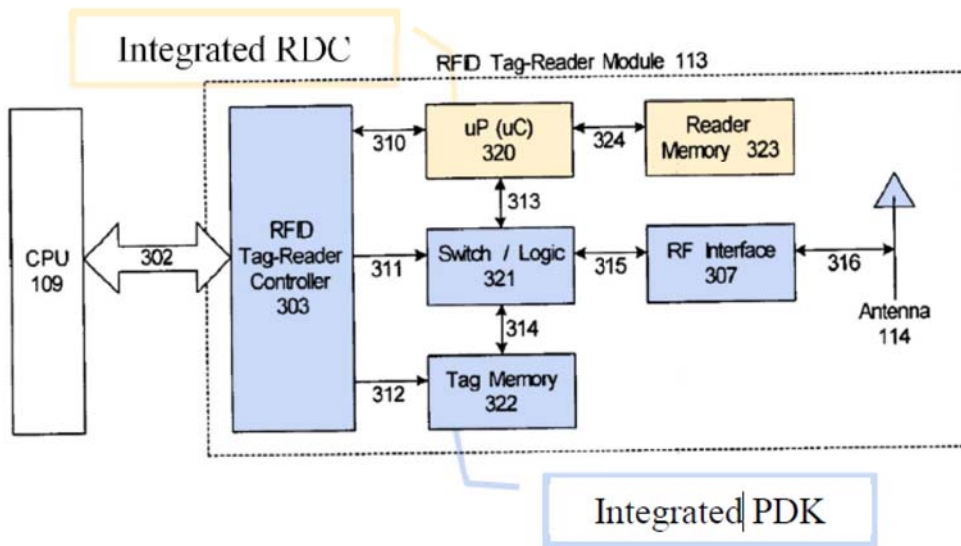 Integrated RDC
RFID Tag-Reader Module 113
CPU
109
302
RFID
Tag-Reader
Controller
303
310
uP (uC)
320
324
Reader
Memory 323
313
311
Switch / Logic
321
315
RF Interface
307
316
Antenna
114
314
312
Tag Memory
322
Integrated PDK